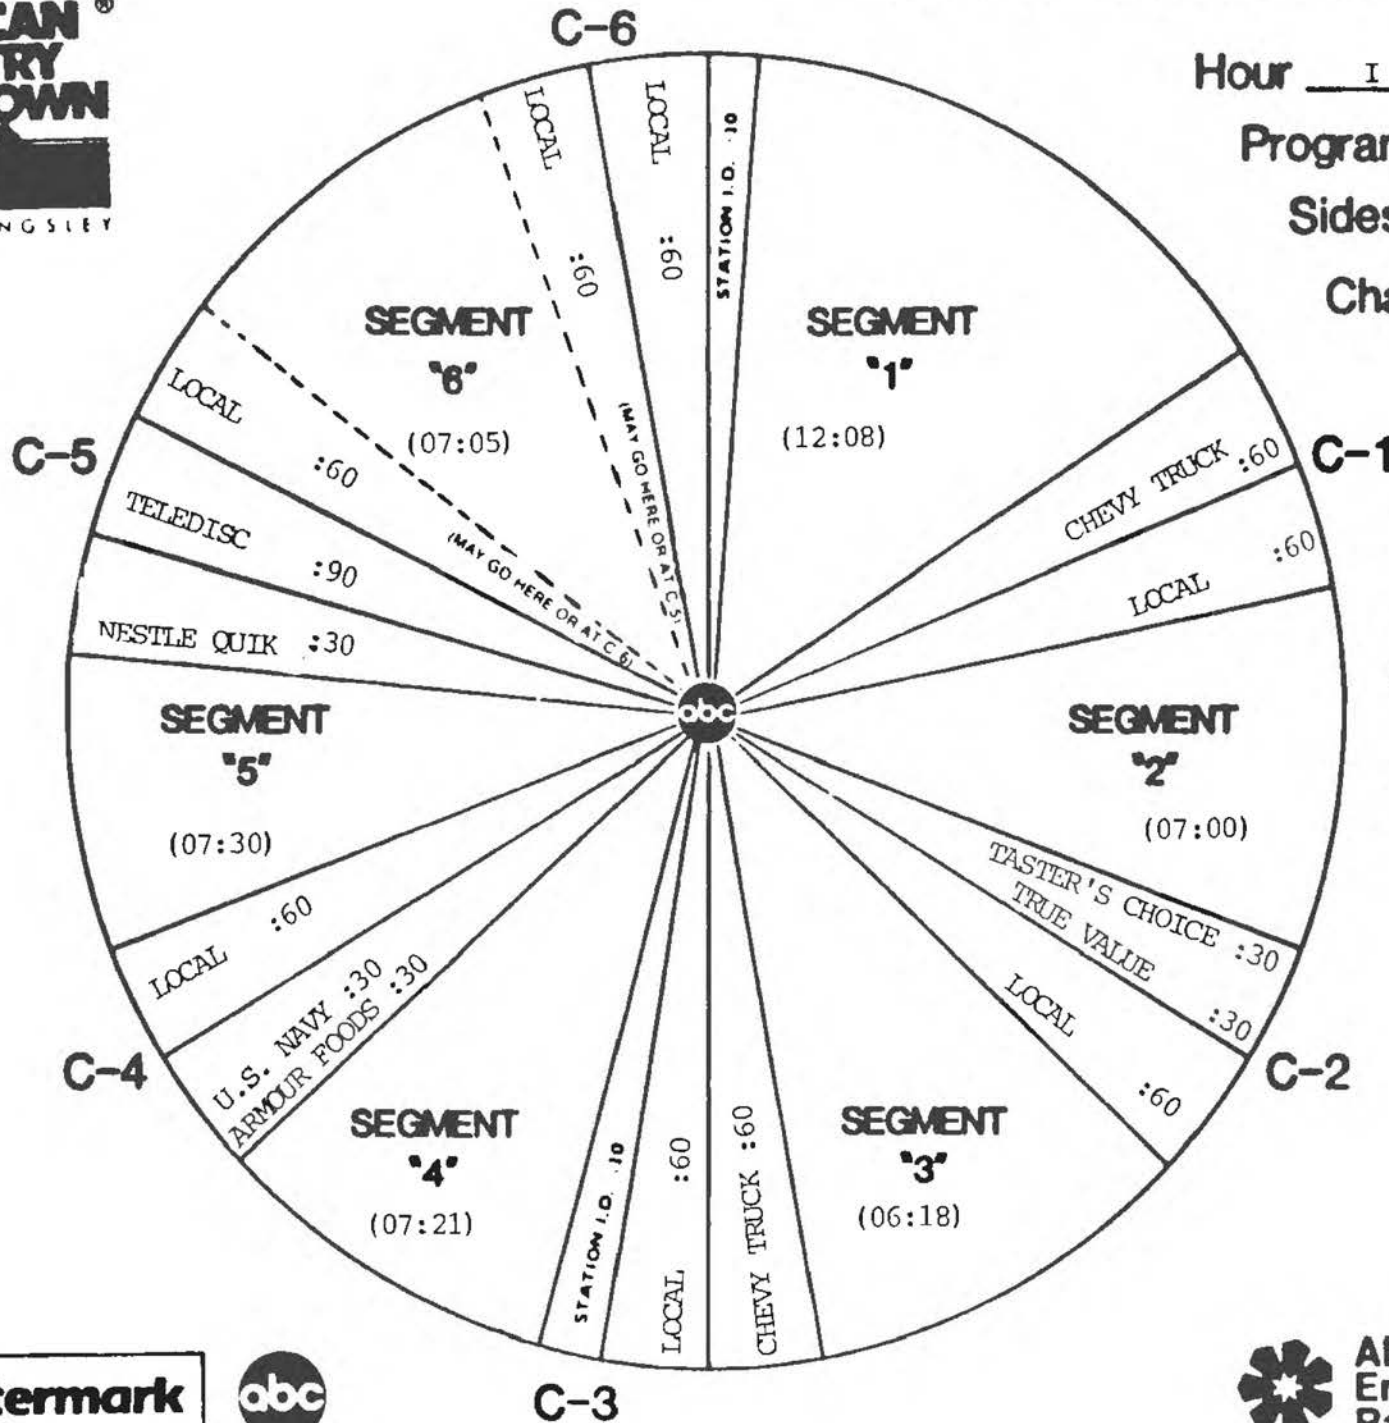 C-6
Hour I
LOCAL
:60
LOCAL
:60
STATION I.D. :10
SEGMENT
"1"
(12:08)
CHEVY TRUCK :60
C-1
LOCAL :60
SEGMENT
"2"
(07:00)
TASTER'S CHOICE :30
TRUE VALUE :30
C-2
LOCAL :60
SEGMENT
"3"
(06:18)
CHEVY TRUCK :60
LOCAL :60
C-3
STATION I.D. :10
SEGMENT
"4"
(07:21)
ARMOUR FOODS :30
U.S. NAVY :30
C-4
LOCAL :60
SEGMENT
"5"
(07:30)
NESTLE QUIK :30
TELEDISC :90
C-5
LOCAL :60
(MAY GO HERE OR AT C 6)
SEGMENT
"6"
(07:05)
(MAY GO HERE OR AT C 5)
abc
abc